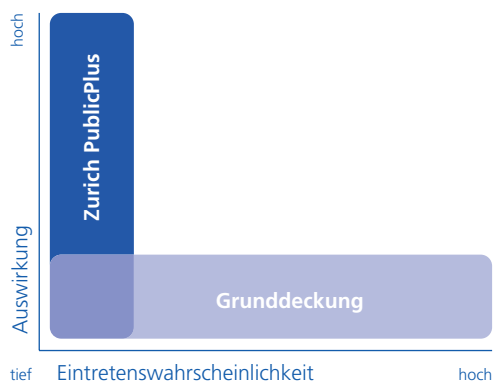 hoch
Zurich PublicPlus
Auswirkung
Grunddeckung
tief Eintretenswahrscheinlichkeit hoch